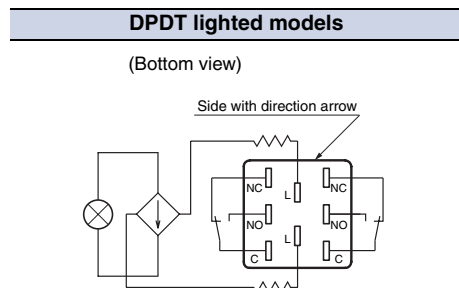 DPDT lighted models
(Bottom view)
Side with direction arrow
NC
L
NC
NO
L
NO
C
C